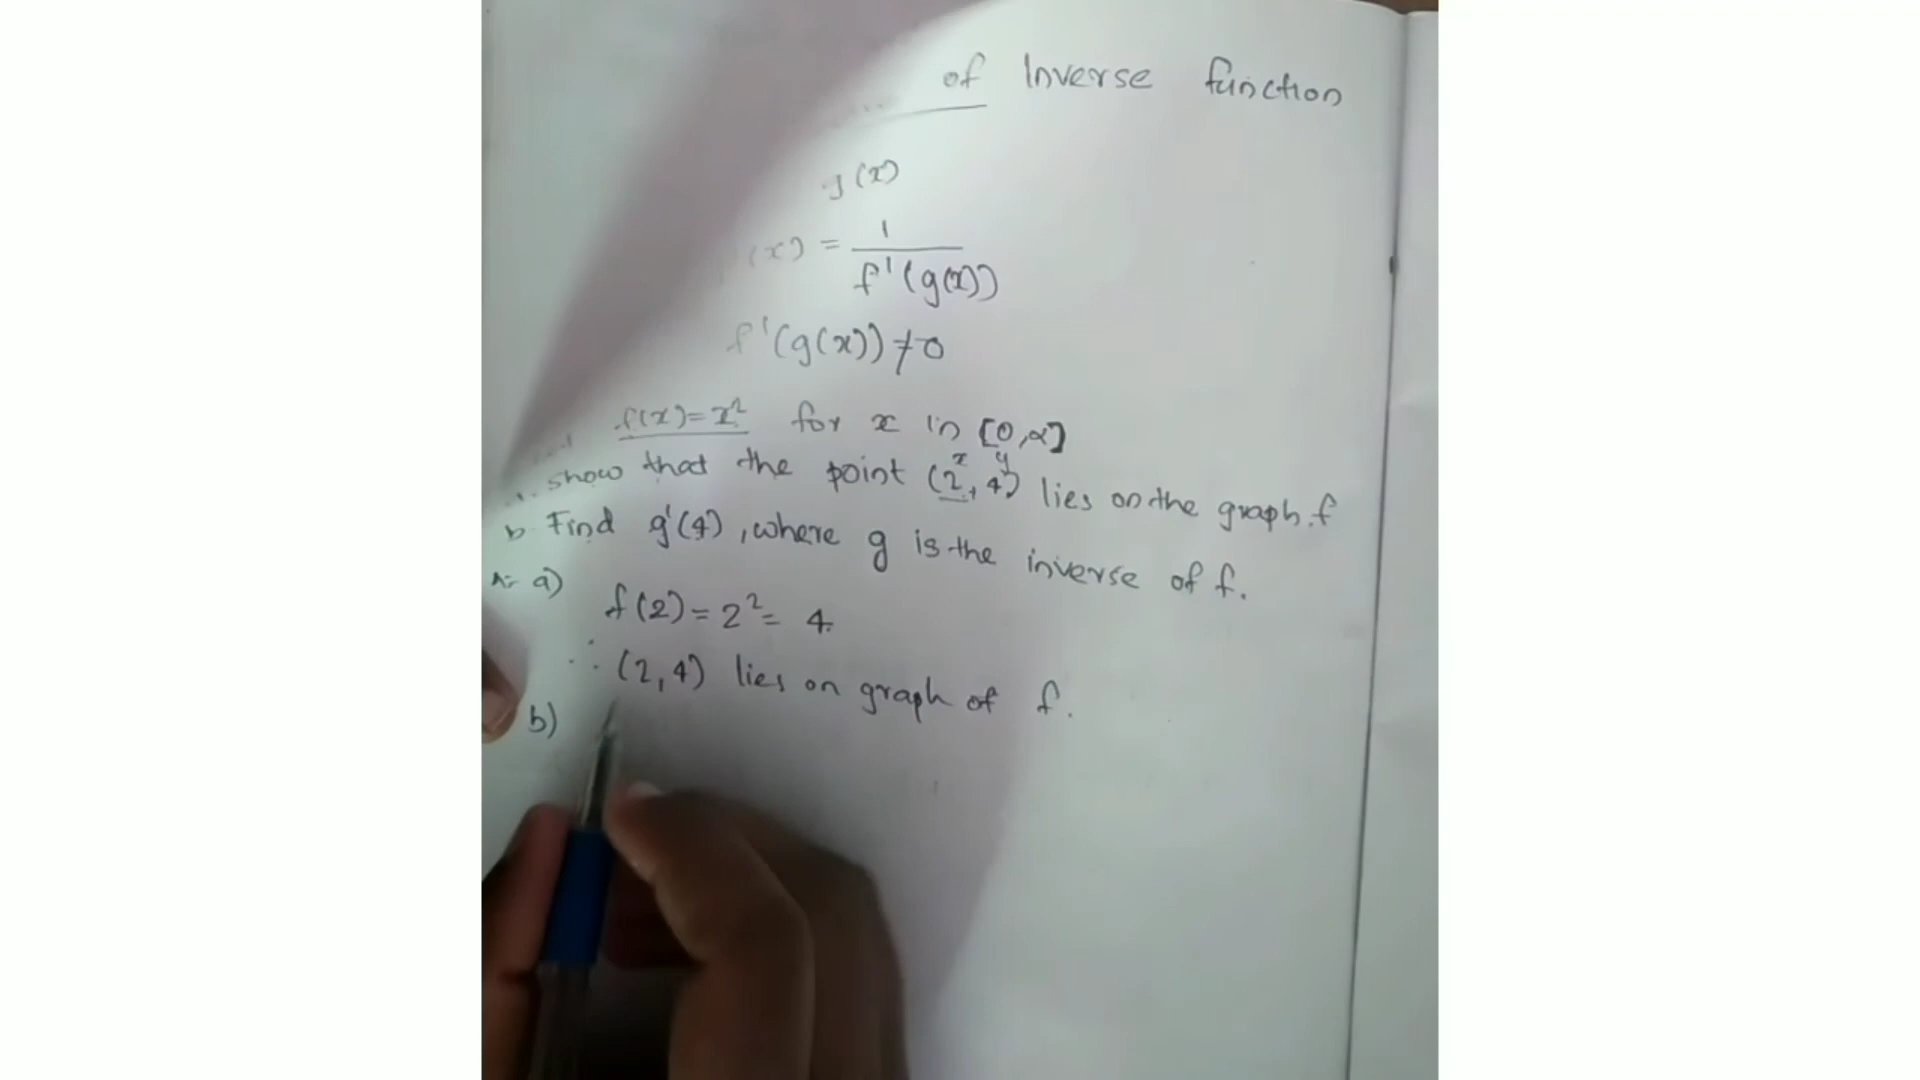 of Inverse function
g(x)
(x) = 1 / f'(g(x))
f'(g(x)) ≠ 0
f(x)=x² for x in [0,∝]
x y
show that the point (2, 4) lies on the graph.f
b. Find g'(4), where g is the inverse of f.
A:- a)
f(2) = 2² = 4.
∴ (2,4) lies on graph of f.
b)